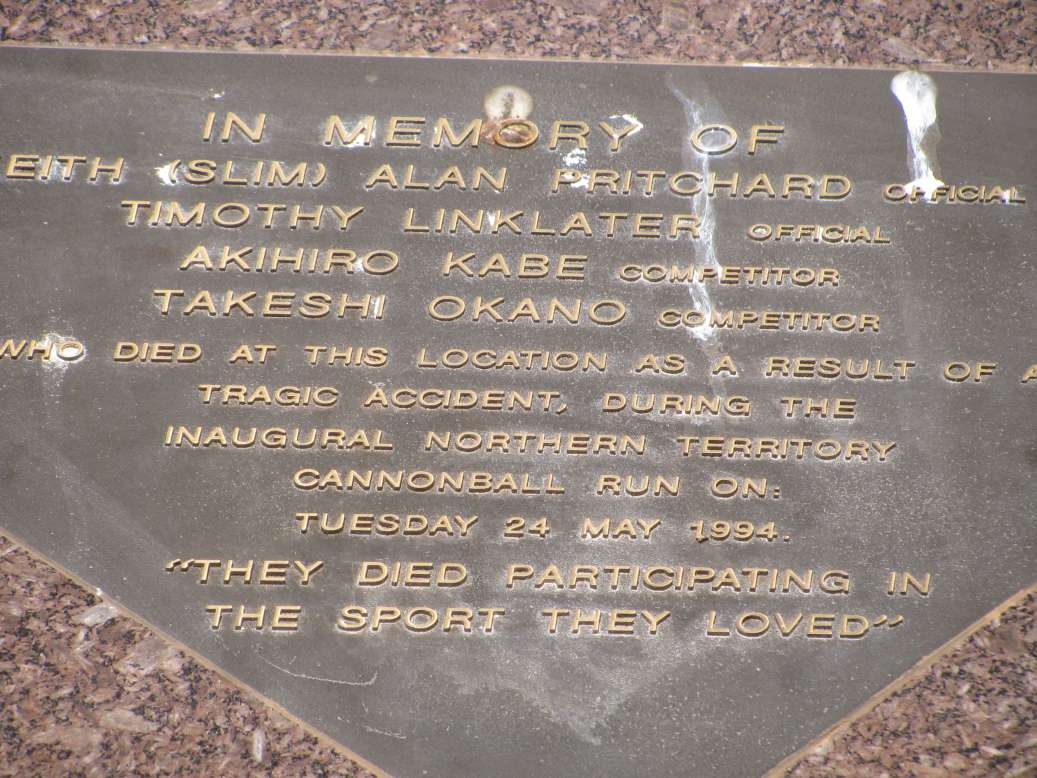 IN MEMORY OF
EITH (SLIM) ALAN PRITCHARD OFFICIAL
TIMOTHY LINKLATER OFFICIAL
AKIHIRO KABE COMPETITOR
TAKESHI OKANO COMPETITOR
WHO DIED AT THIS LOCATION AS A RESULT OF A
TRAGIC ACCIDENT, DURING THE
INAUGURAL NORTHERN TERRITORY
CANNONBALL RUN ON:
TUESDAY 24 MAY 1994.
"THEY DIED PARTICIPATING IN
THE SPORT THEY LOVED"